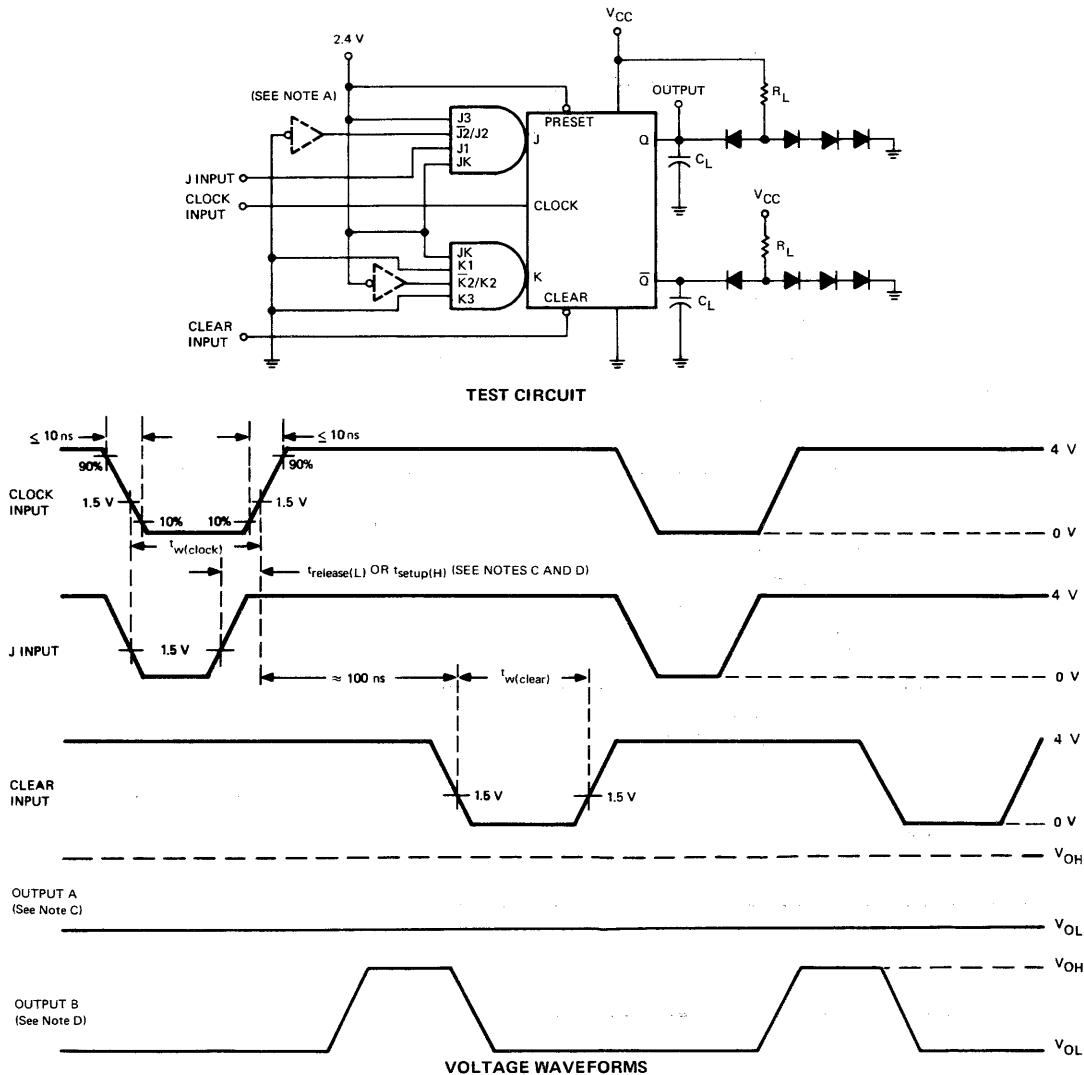 2.4 V
VCC
(SEE NOTE A)
OUTPUT
RL
PRESET
J3
J̅2/J2
J1
JK
J
Q
CL
J INPUT
CLOCK
INPUT
CLOCK
VCC
RL
JK
K1
K̅2/K2
K3
K
CLEAR
Q̅
CL
CLEAR
INPUT
TEST CIRCUIT
≤ 10 ns
≤ 10 ns
90%
90%
4 V
CLOCK
INPUT
1.5 V
1.5 V
10%
10%
0 V
tw(clock)
trelease(L) OR tsetup(H) (SEE NOTES C AND D)
4 V
J INPUT
1.5 V
0 V
≈ 100 ns
tw(clear)
4 V
CLEAR
INPUT
1.5 V
1.5 V
0 V
VOH
OUTPUT A
(See Note C)
VOL
VOH
OUTPUT B
(See Note D)
VOL
VOLTAGE WAVEFORMS